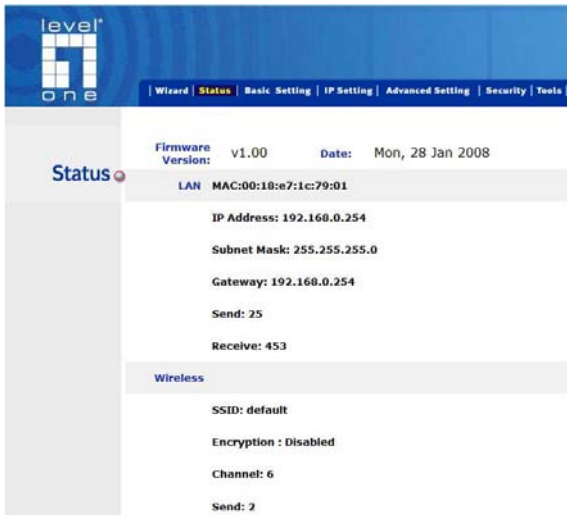 level
one
| Wizard | Status | Basic Setting | IP Setting | Advanced Setting | Security | Tools |
Status
Firmware Version: v1.00 Date: Mon, 28 Jan 2008
LAN MAC:00:18:e7:1c:79:01
IP Address: 192.168.0.254
Subnet Mask: 255.255.255.0
Gateway: 192.168.0.254
Send: 25
Receive: 453
Wireless
SSID: default
Encryption : Disabled
Channel: 6
Send: 2